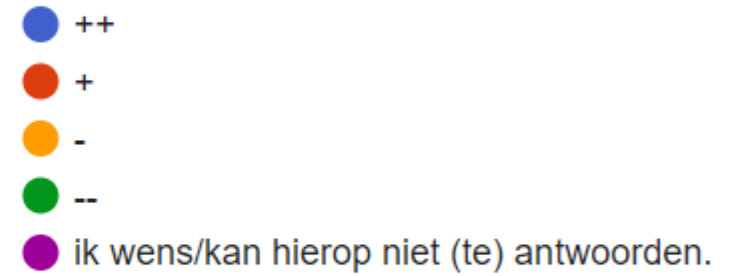 ++
+
-
--
ik wens/kan hierop niet (te) antwoorden.